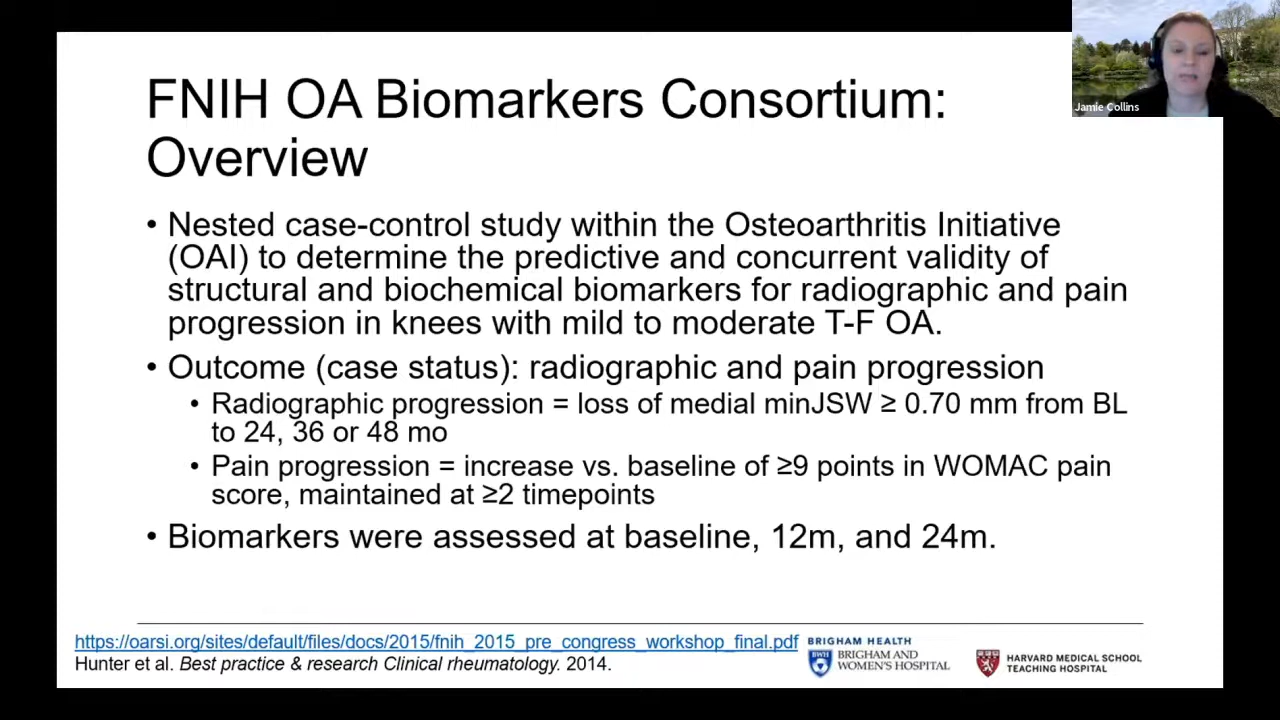 Jamie Collins
FNIH OA Biomarkers Consortium:
Overview
• Nested case-control study within the Osteoarthritis Initiative
(OAI) to determine the predictive and concurrent validity of
structural and biochemical biomarkers for radiographic and pain
progression in knees with mild to moderate T-F OA.
• Outcome (case status): radiographic and pain progression
• Radiographic progression = loss of medial minJSW ≥ 0.70 mm from BL
to 24, 36 or 48 mo
• Pain progression = increase vs. baseline of ≥9 points in WOMAC pain
score, maintained at ≥2 timepoints
• Biomarkers were assessed at baseline, 12m, and 24m.
https://oarsi.org/sites/default/files/docs/2015/fnih_2015_pre_congress_workshop_final.pdf
Hunter et al. Best practice & research Clinical rheumatology. 2014.
BRIGHAM HEALTH
BWH
BRIGHAM AND
WOMEN'S HOSPITAL
HARVARD MEDICAL SCHOOL
TEACHING HOSPITAL